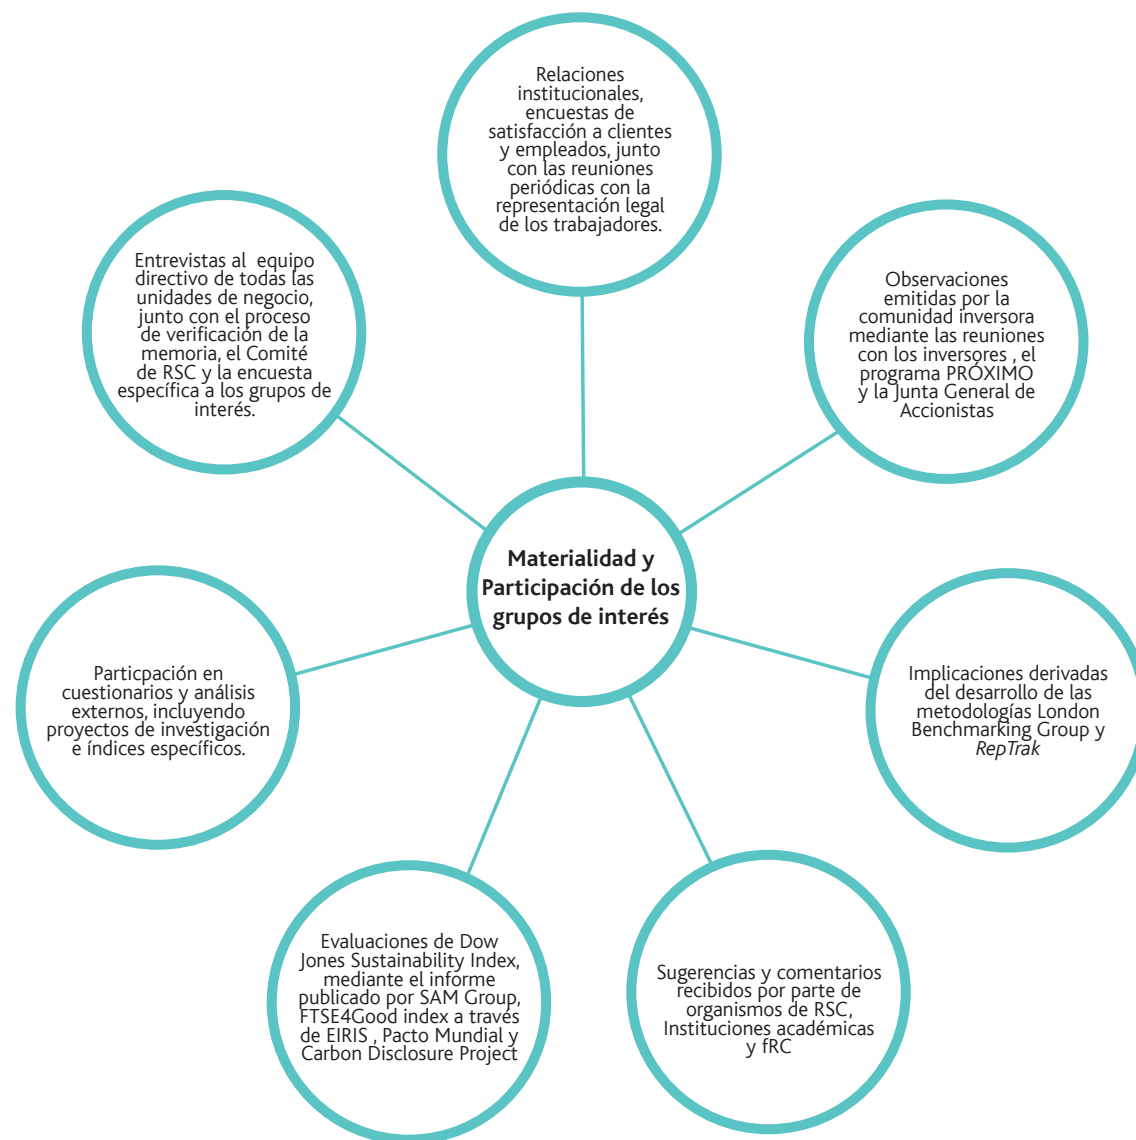 Relaciones
institucionales,
encuestas de
satisfacción a clientes
y empleados, junto
con las reuniones
periódicas con la
representación legal
de los trabajadores.
Entrevistas al equipo
directivo de todas las
unidades de negocio,
junto con el proceso
de verificación de la
memoria, el Comité
de RSC y la encuesta
específica a los grupos de
interés.
Observaciones
emitidas por la
comunidad inversora
mediante las reuniones
con los inversores , el
programa PRÓXIMO
y la Junta General de
Accionistas
Materialidad y
Participación de los
grupos de interés
Particpación en
cuestionarios y análisis
externos, incluyendo
proyectos de investigación
e índices específicos.
Implicaciones derivadas
del desarrollo de las
metodologías London
Benchmarking Group y
RepTrak
Evaluaciones de Dow
Jones Sustainability Index,
mediante el informe
publicado por SAM Group,
FTSE4Good index a través
de EIRIS , Pacto Mundial y
Carbon Disclosure Project
Sugerencias y comentarios
recibidos por parte de
organismos de RSC,
Instituciones académicas
y fRC